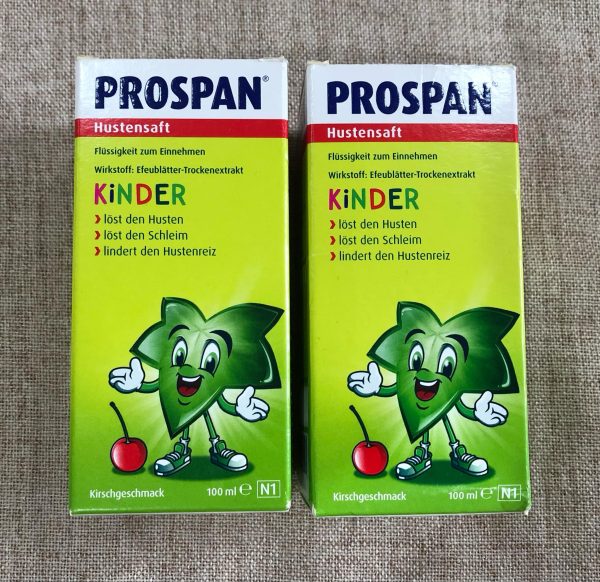 PROSPAN®
Hustensaft
Flüssigkeit zum Einnehmen
Wirkstoff: Efeublätter-Trockenextrakt
KiNDER
löst den Husten
löst den Schleim
lindert den Hustenreiz
Kirschgeschmack 100 ml ℮ N1
PROSPAN
Hustensaft
Flüssigkeit zum Einnehmen
Wirkstoff: Efeublätter-Trockenextrakt
KiNDER
löst den Husten
löst den Schleim
lindert den Hustenreiz
Kirschgeschmack 100 ml ℮ N1